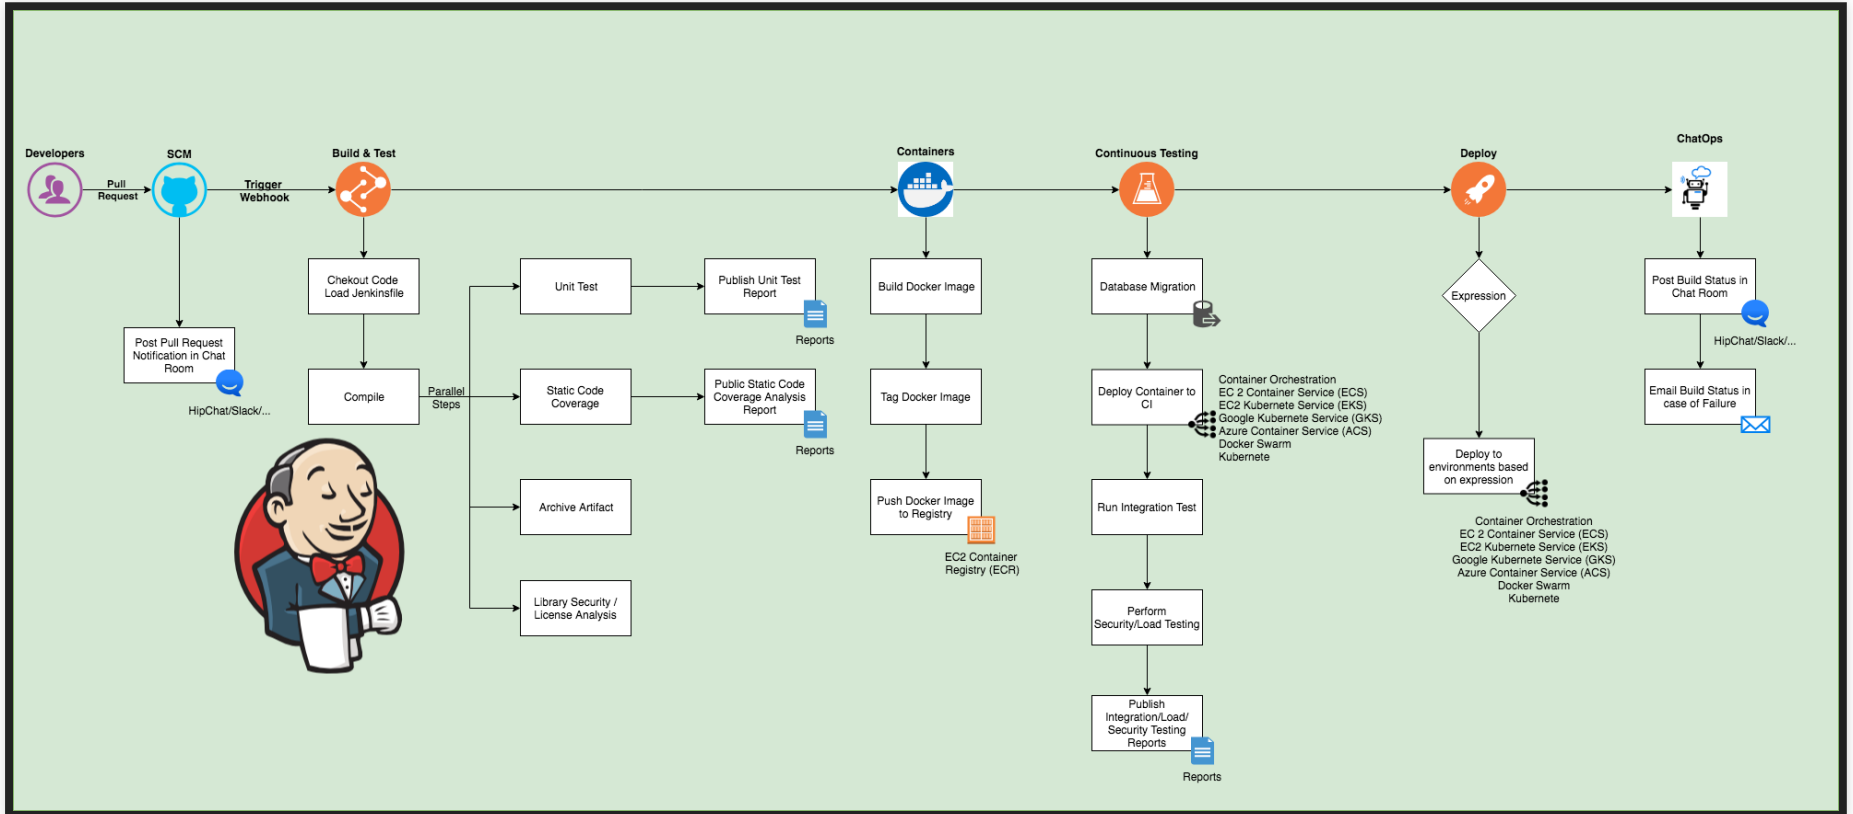 Developers
Pull
Request
SCM
Trigger
Webhook
Build & Test
Containers
Continuous Testing
Deploy
ChatOps
Post Pull Request
Notification in Chat
Room
HipChat/Slack/...
Chekout Code
Load Jenkinsfile
Compile
Parallel
Steps
Unit Test
Publish Unit Test
Report
Reports
Static Code
Coverage
Public Static Code
Coverage Analysis
Report
Reports
Archive Artifact
Library Security /
License Analysis
Build Docker Image
Tag Docker Image
Push Docker Image
to Registry
EC2 Container
Registry (ECR)
Database Migration
Deploy Container to
CI
Container Orchestration
EC 2 Container Service (ECS)
EC2 Kubernete Service (EKS)
Google Kubernete Service (GKS)
Azure Container Service (ACS)
Docker Swarm
Kubernete
Run Integration Test
Perform
Security/Load Testing
Publish
Integration/Load/
Security Testing
Reports
Reports
Expression
Deploy to
environments based
on expression
Container Orchestration
EC 2 Container Service (ECS)
EC2 Kubernete Service (EKS)
Google Kubernete Service (GKS)
Azure Container Service (ACS)
Docker Swarm
Kubernete
Post Build Status in
Chat Room
HipChat/Slack/...
Email Build Status in
case of Failure